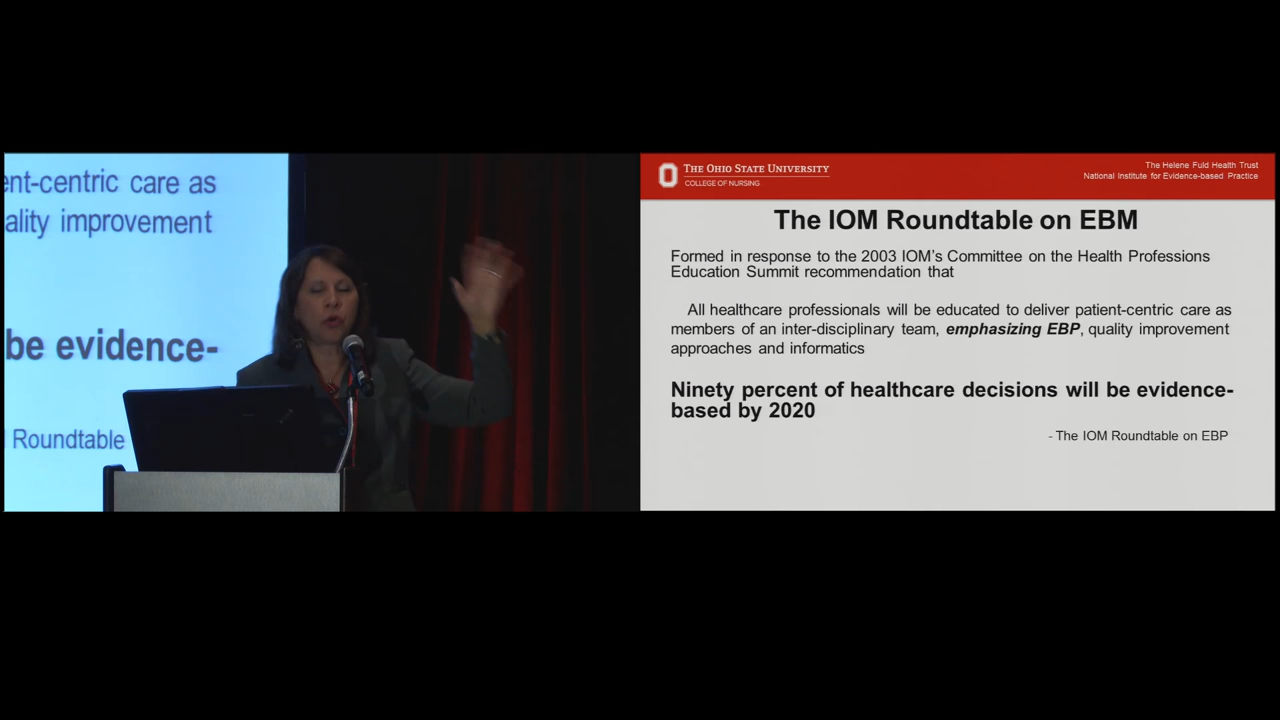 ent-centric care as
ality improvement
be evidence-
Roundtable
THE OHIO STATE UNIVERSITY
COLLEGE OF NURSING
The Helene Fuld Health Trust
National Institute for Evidence-based Practice
The IOM Roundtable on EBM
Formed in response to the 2003 IOM's Committee on the Health Professions
Education Summit recommendation that
All healthcare professionals will be educated to deliver patient-centric care as
members of an inter-disciplinary team, emphasizing EBP, quality improvement
approaches and informatics
Ninety percent of healthcare decisions will be evidence-
based by 2020
- The IOM Roundtable on EBP